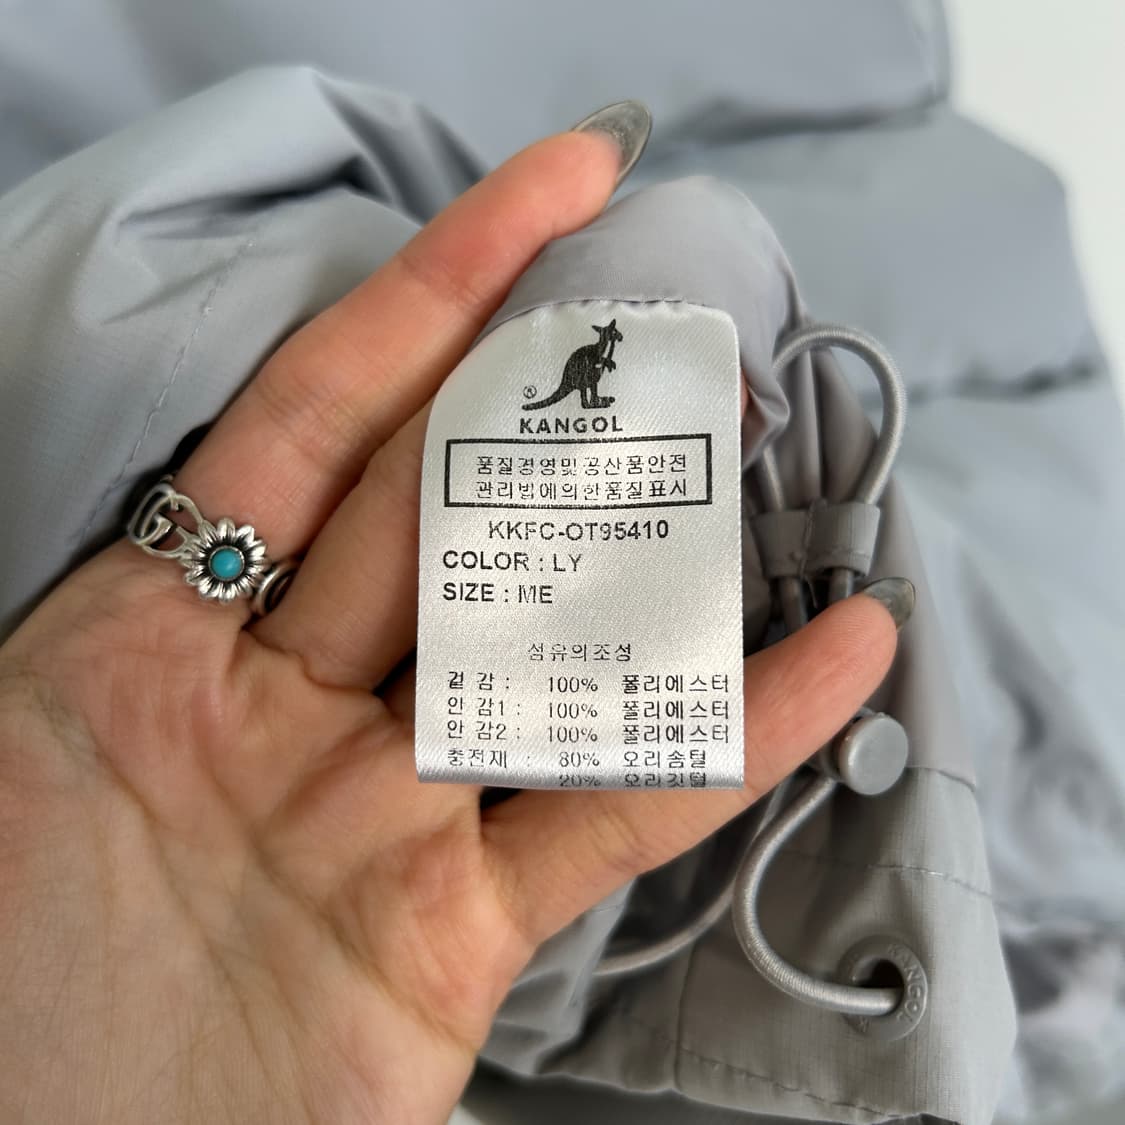 ®
KANGOL
품질경영및공산품안전
관리법에의한품질표시
KKFC-OT95410
COLOR : LY
SIZE : ME
섬유의조성
겉 감 : 100% 폴리에스터
안 감1 : 100% 폴리에스터
안 감2 : 100% 폴리에스터
충전재 : 80% 오리솜털
20% 오리깃털
KANGOL